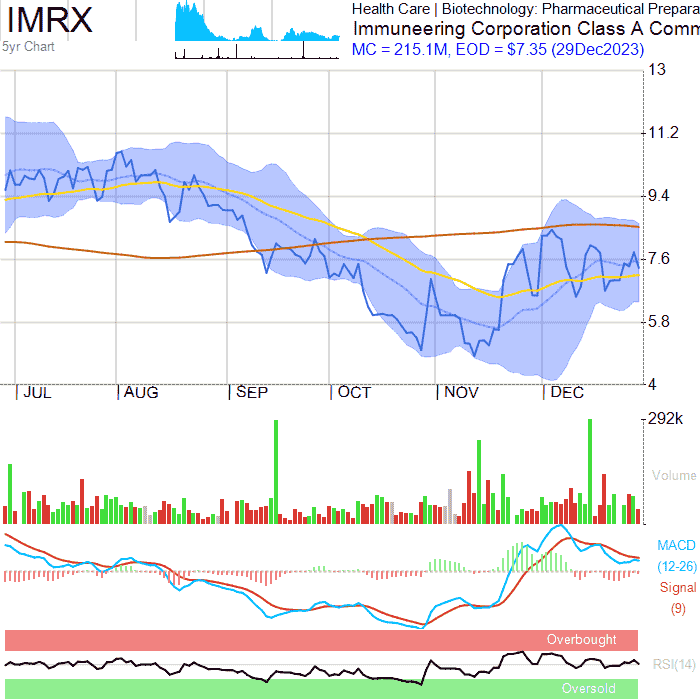 IMRX
5yr Chart
Health Care | Biotechnology: Pharmaceutical Prepara
Immuneering Corporation Class A Comm
MC = 215.1M, EOD = $7.35 (29Dec2023)
13
11.2
9.4
7.6
5.8
4
|JUL |AUG |SEP |OCT |NOV |DEC
292k
Volume
MACD
(12-26)
Signal
(9)
Overbought
RSI(14)
Oversold